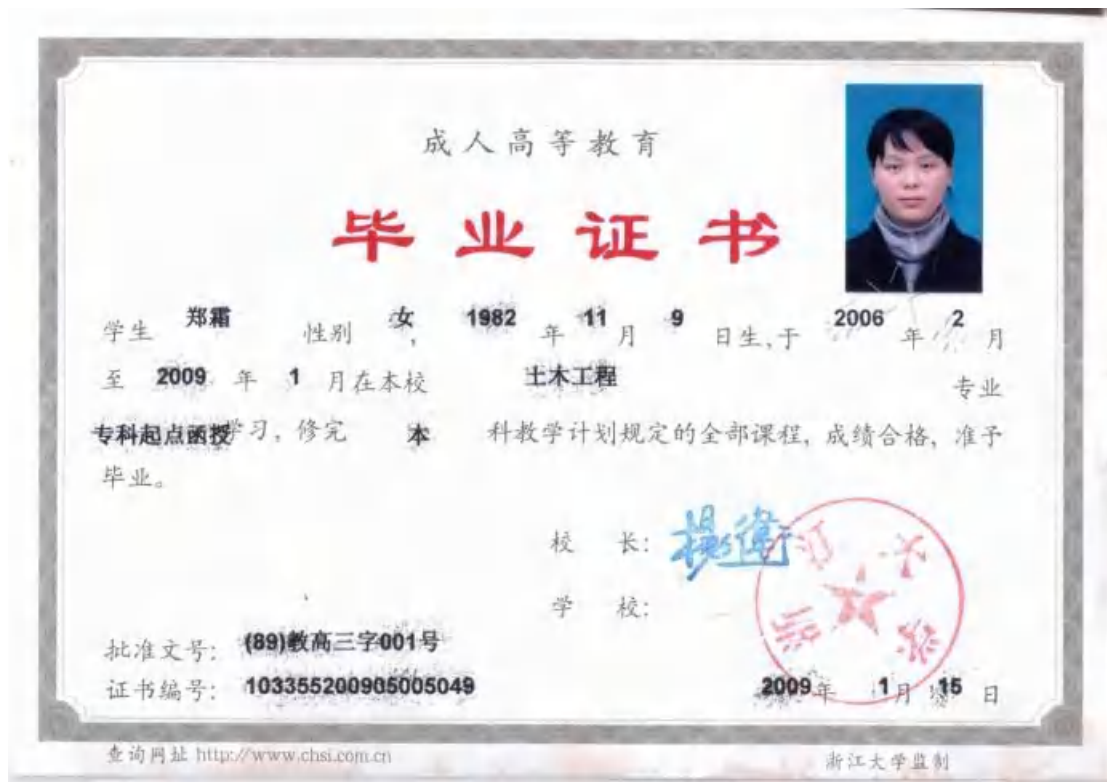 成人高等教育
毕业证书
学生 郑霜 性别 女, 1982 年 11 月 9 日生,于 2006 年 2 月
至 2009 年 1 月在本校 土木工程 专业
专科起点函授学习,修完 本 科教学计划规定的全部课程,成绩合格,准予
毕业。
校 长:
学 校:
浙江大学
批准文号: (89)教高三字001号
证书编号: 103355200905005049
2009 年 1 月 15 日
查询网址 http://www.chsi.com.cn
浙江大学监制